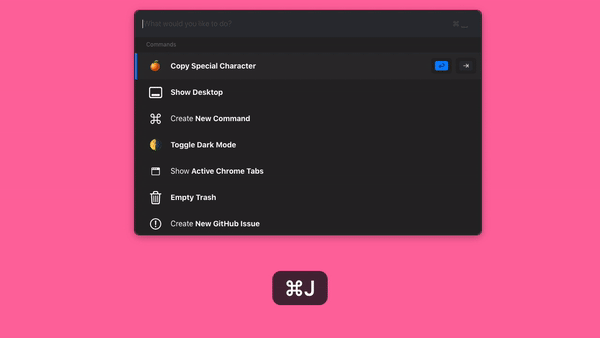 What would you like to do?
Commands
Copy Special Character
Show Desktop
Create New Command
Toggle Dark Mode
Show Active Chrome Tabs
Empty Trash
Create New GitHub Issue
⌘J